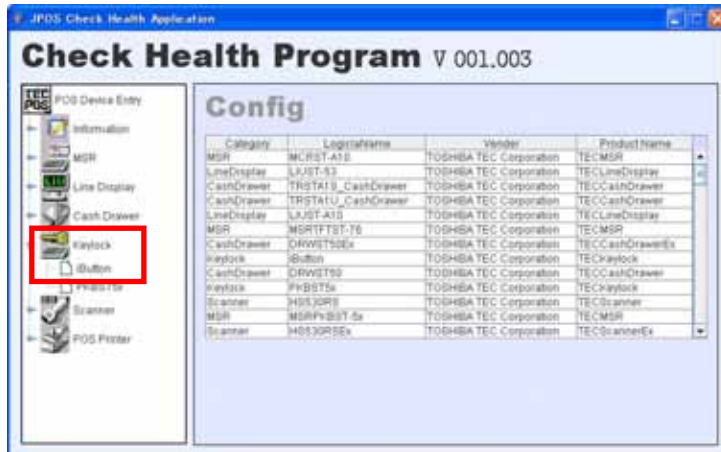 JPOS Check Health Application
Check Health Program V 001.003
TEC POS
POS Device Entry
Information
MSR
Line Display
Cash Drawer
Keylock
iButton
PKBST5x
Scanner
POS Printer
Config
Category LogicalName Vender Product Name
MSR MCRST-A10 TOSHIBA TEC Corporation TECMSR
LineDisplay LIUST-53 TOSHIBA TEC Corporation TECLineDisplay
CashDrawer TRSTA10_CashDrawer TOSHIBA TEC Corporation TECCashDrawer
CashDrawer TRSTA1U_CashDrawer TOSHIBA TEC Corporation TECCashDrawer
LineDisplay LIUST-A10 TOSHIBA TEC Corporation TECLineDisplay
MSR MSRTFTST-76 TOSHIBA TEC Corporation TECMSR
CashDrawer DRWST50Ex TOSHIBA TEC Corporation TECCashDrawerEx
Keylock iButton TOSHIBA TEC Corporation TECKeylock
CashDrawer DRWST50 TOSHIBA TEC Corporation TECCashDrawer
Keylock PKBST5x TOSHIBA TEC Corporation TECKeylock
Scanner HS530RS TOSHIBA TEC Corporation TECScanner
MSR MSRPKBST-5x TOSHIBA TEC Corporation TECMSR
Scanner HS530RSEx TOSHIBA TEC Corporation TECScannerEx